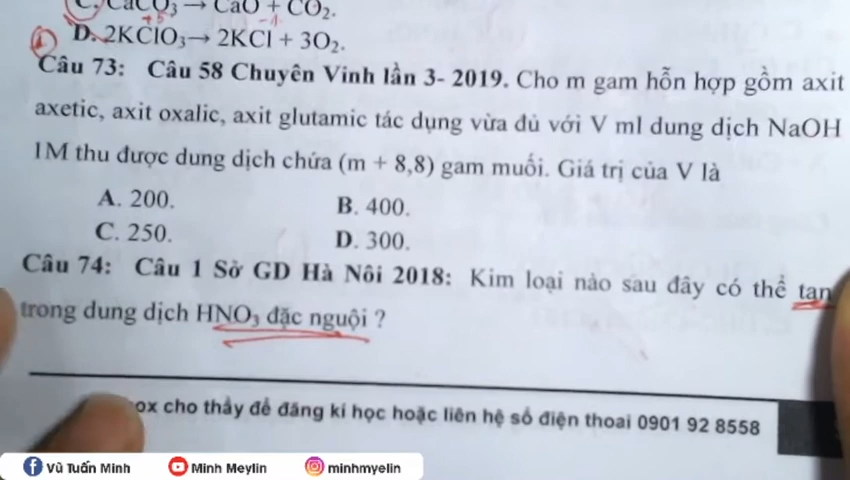 C. CaCO₃ → CaO + CO₂.
+5 -1
D. 2KClO₃→ 2KCl + 3O₂.
Câu 73: Câu 58 Chuyên Vinh lần 3- 2019. Cho m gam hỗn hợp gồm axit
axetic, axit oxalic, axit glutamic tác dụng vừa đủ với V ml dung dịch NaOH
1M thu được dung dịch chứa (m + 8,8) gam muối. Giá trị của V là
A. 200. B. 400.
C. 250. D. 300.
Câu 74: Câu 1 Sở GD Hà Nôi 2018: Kim loại nào sau đây có thể tan
trong dung dịch HNO₃ đặc nguội ?
ox cho thầy để đăng kí học hoặc liên hệ số điện thoai 0901 92 8558
Vũ Tuấn Minh Minh Meylin minhmyelin